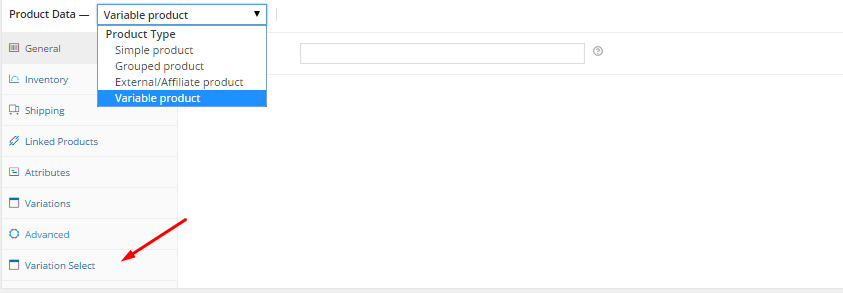 Product Data — Variable product
Product Type
Simple product
Grouped product
External/Affiliate product
Variable product
General
Inventory
Shipping
Linked Products
Attributes
Variations
Advanced
Variation Select